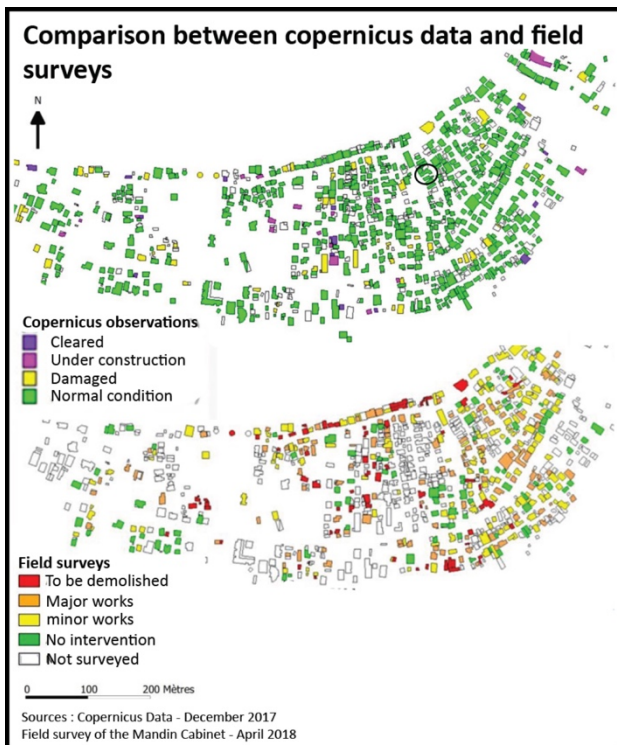 Comparison between copernicus data and field
surveys
N
Copernicus observations
Cleared
Under construction
Damaged
Normal condition
Field surveys
To be demolished
Major works
minor works
No intervention
Not surveyed
0 100 200 Mètres
Sources : Copernicus Data - December 2017
Field survey of the Mandin Cabinet - April 2018